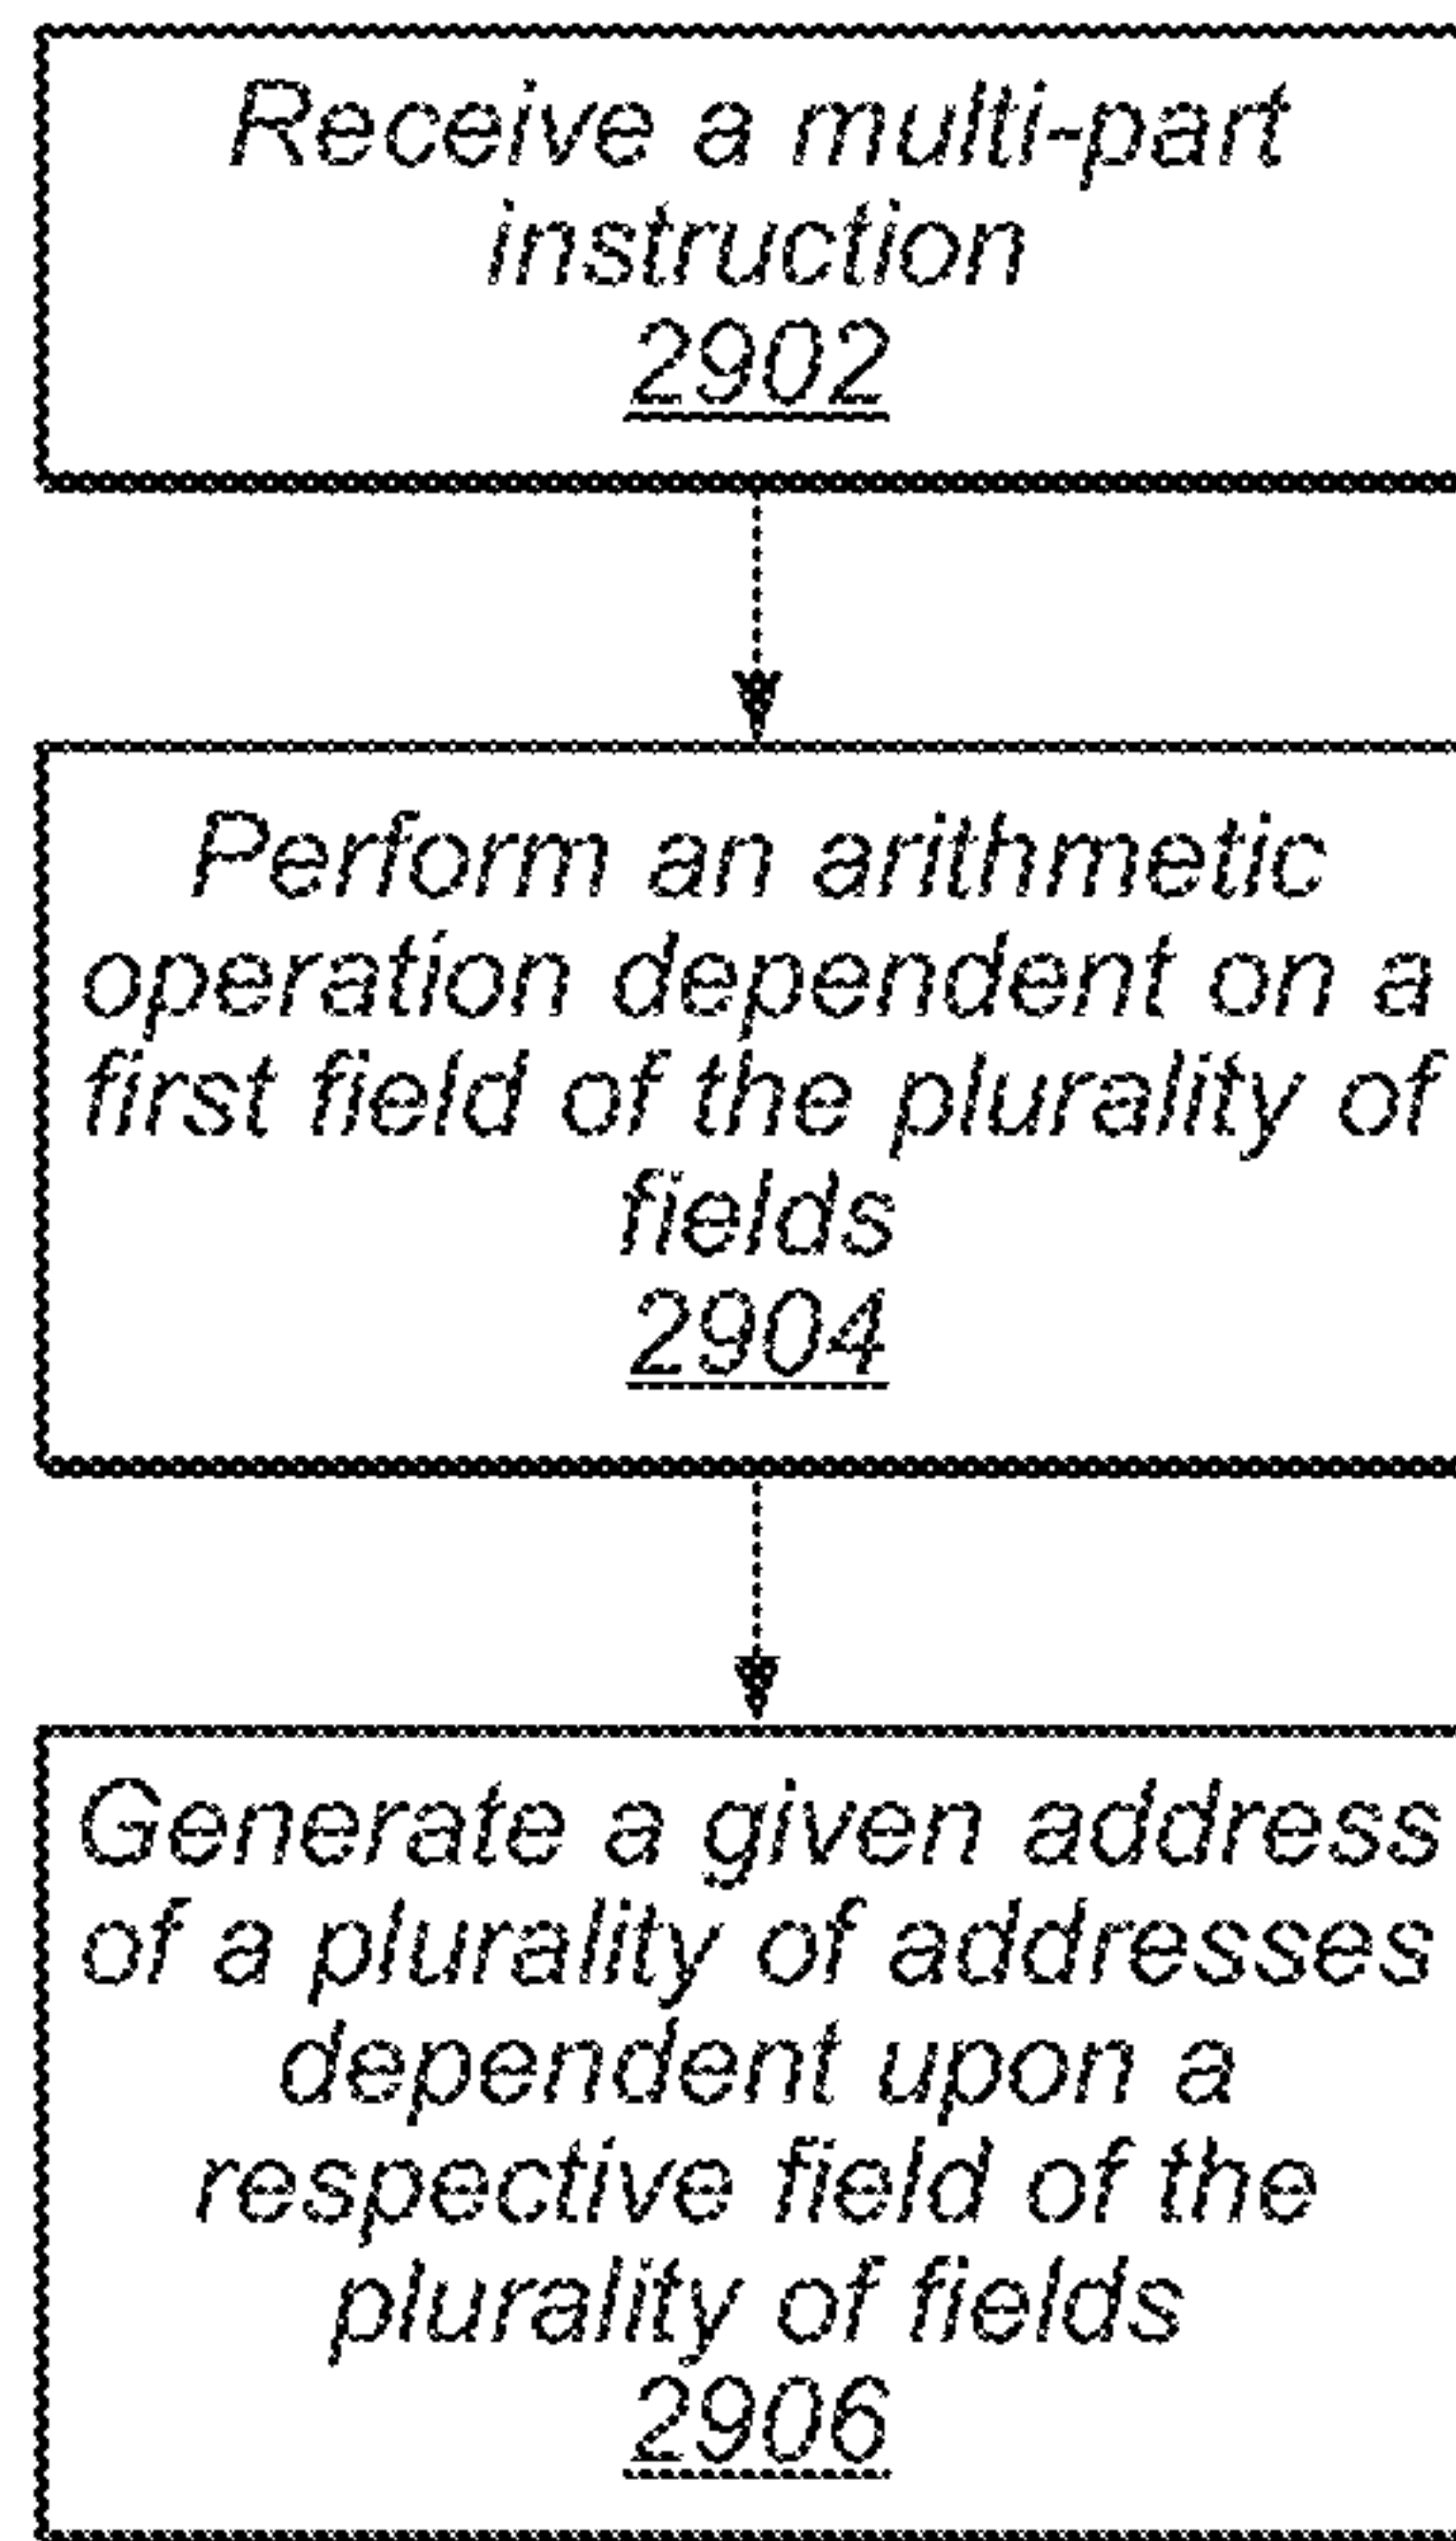 Receive a multi-part
instruction
2902
Perform an arithmetic
operation dependent on a
first field of the plurality of
fields
2904
Generate a given address
of a plurality of addresses
dependent upon a
respective field of the
plurality of fields
2906